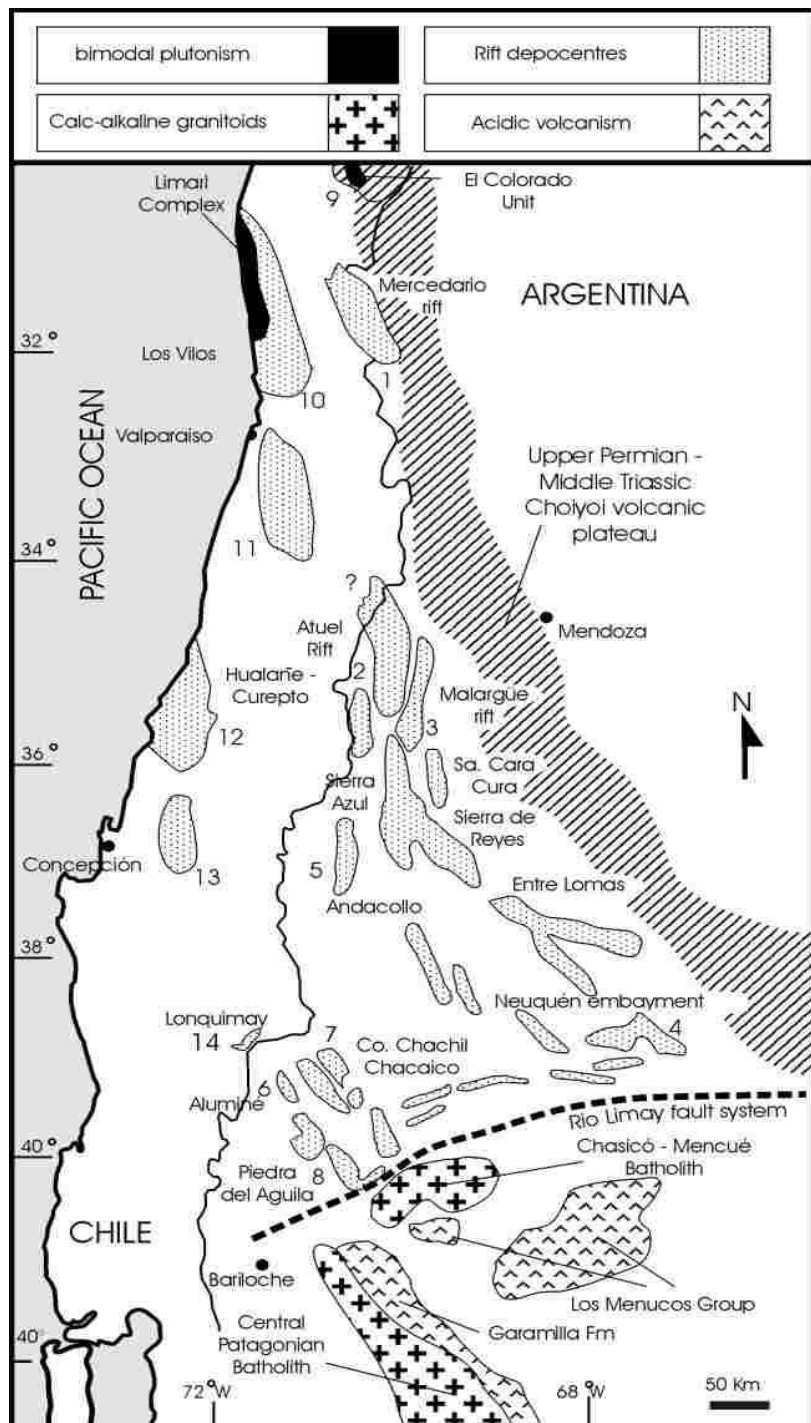 bimodal plutonism
Rift depocentres
Calc-alkaline granitoids
Acidic volcanism
Limarí
Complex
9
El Colorado
Unit
Mercedario
rift
ARGENTINA
32°
Los Vilos
1
10
PACIFIC OCEAN
Valparaiso
Upper Permian -
Middle Triassic
Choiyoi volcanic
plateau
34°
11
?
Atuel
Rift
Mendoza
Hualañe -
Curepto
2
Malargüe
rift
N
12
3
36°
Sa. Cara
Cura
Sierra
Azul
Sierra de
Reyes
Concepción
13
5
Entre Lomas
Andacollo
38°
Neuquén embayment
Lonquimay
14
7
4
Co. Chachil
Chacaico
6
Aluminé
Rio Limay fault system
40°
Chasicó - Mencué
Batholith
Piedra
del Aguila
8
CHILE
Bariloche
Los Menucos Group
Garamilla Fm
Central
Patagonian
Batholith
40°
72°W
68°W
50 Km